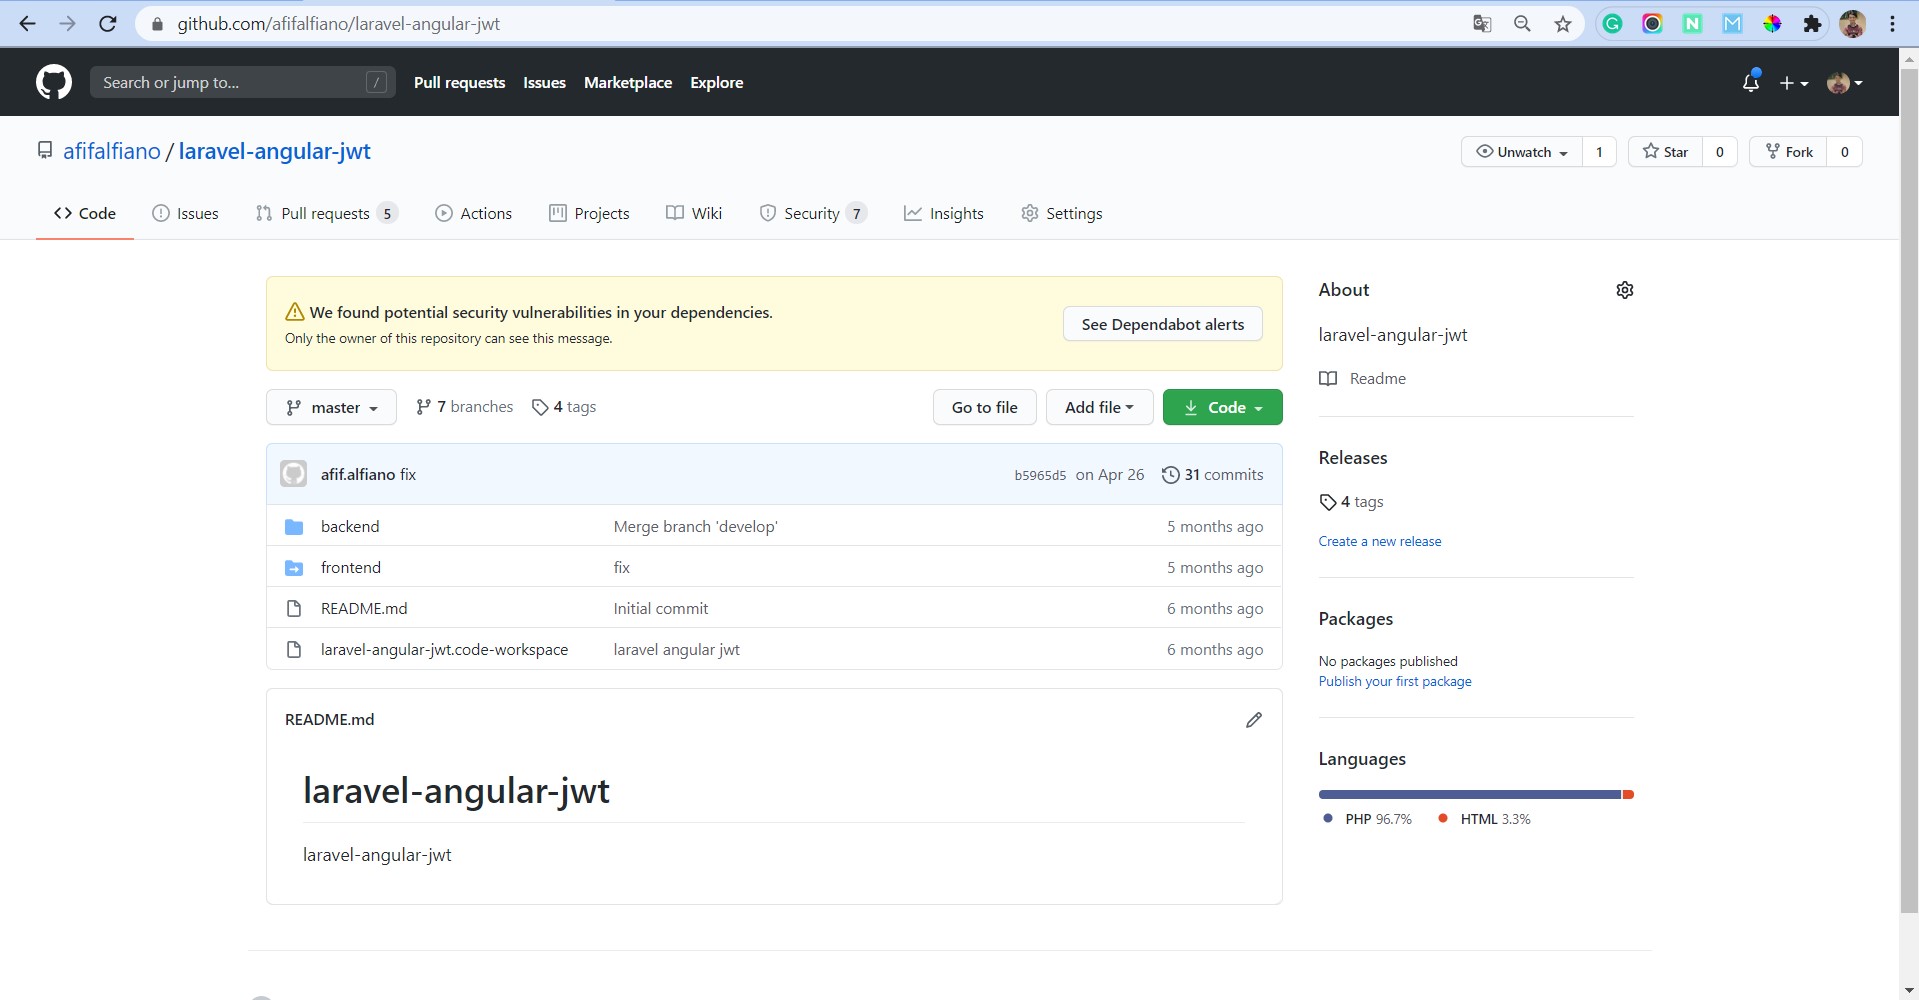 github.com/afifalfiano/laravel-angular-jwt
Search or jump to... /
Pull requests Issues Marketplace Explore
afifalfiano / laravel-angular-jwt
Unwatch 1 Star 0 Fork 0
Code Issues Pull requests 5 Actions Projects Wiki Security 7 Insights Settings
We found potential security vulnerabilities in your dependencies.
Only the owner of this repository can see this message.
See Dependabot alerts
master 7 branches 4 tags Go to file Add file Code
afif.alfiano fix b5965d5 on Apr 26 31 commits
backend Merge branch 'develop' 5 months ago
frontend fix 5 months ago
README.md Initial commit 6 months ago
laravel-angular-jwt.code-workspace laravel angular jwt 6 months ago
README.md
laravel-angular-jwt
laravel-angular-jwt
About
laravel-angular-jwt
Readme
Releases
4 tags
Create a new release
Packages
No packages published
Publish your first package
Languages
PHP 96.7% HTML 3.3%